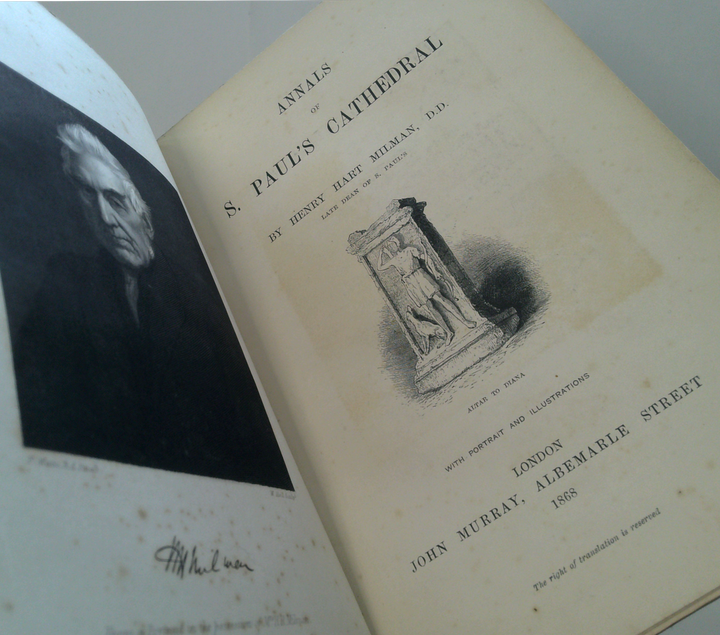 H H Milman
ANNALS
OF
S. PAUL'S CATHEDRAL
BY HENRY HART MILMAN, D.D.
LATE DEAN OF S. PAUL'S
ALTAR TO DIANA
WITH PORTRAIT AND ILLUSTRATIONS
LONDON
JOHN MURRAY, ALBEMARLE STREET
1868
The right of translation is reserved